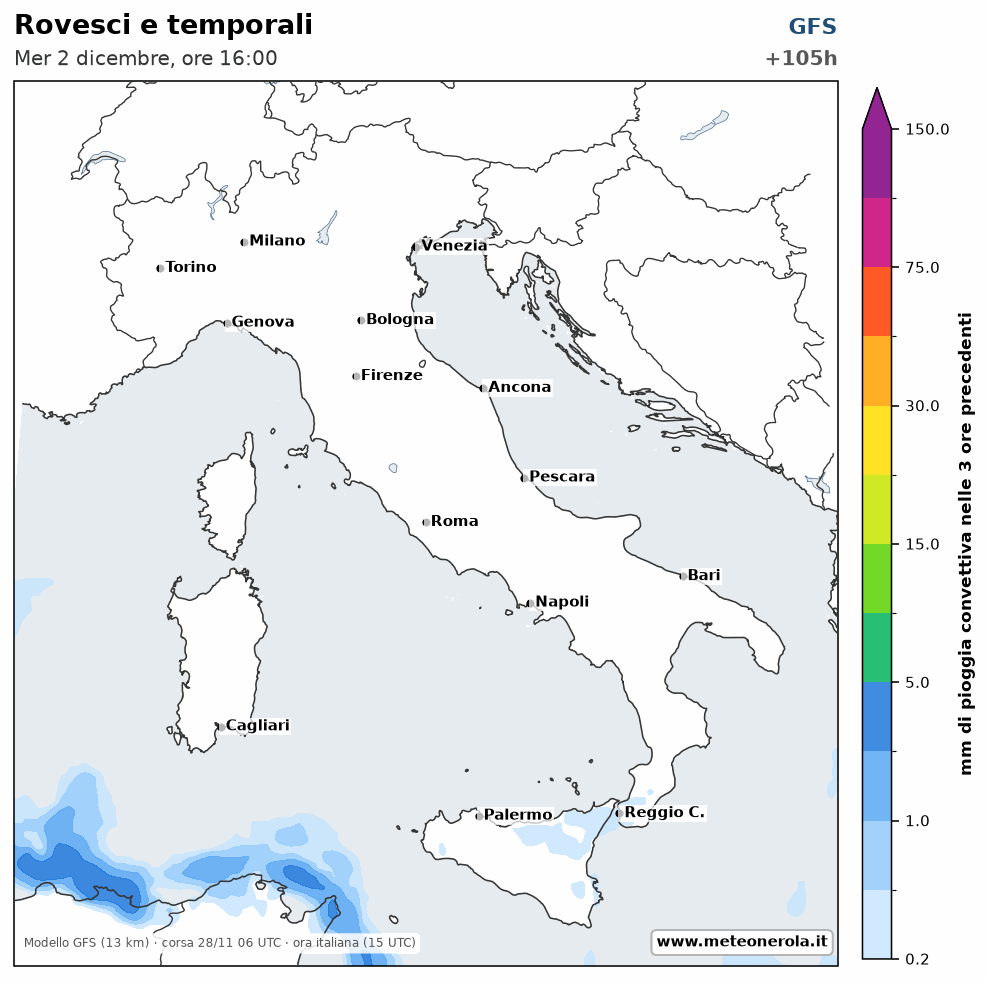 Rovesci e temporali
GFS
Mer 2 dicembre, ore 16:00
+105h
150.0
75.0
30.0
15.0
5.0
1.0
0.2
mm di pioggia convettiva nelle 3 ore precedenti
Milano
Venezia
Torino
Genova
Bologna
Firenze
Ancona
Pescara
Roma
Bari
Napoli
Cagliari
Palermo
Reggio C.
Modello GFS (13 km) · corsa 28/11 06 UTC · ora italiana (15 UTC)
www.meteonerola.it